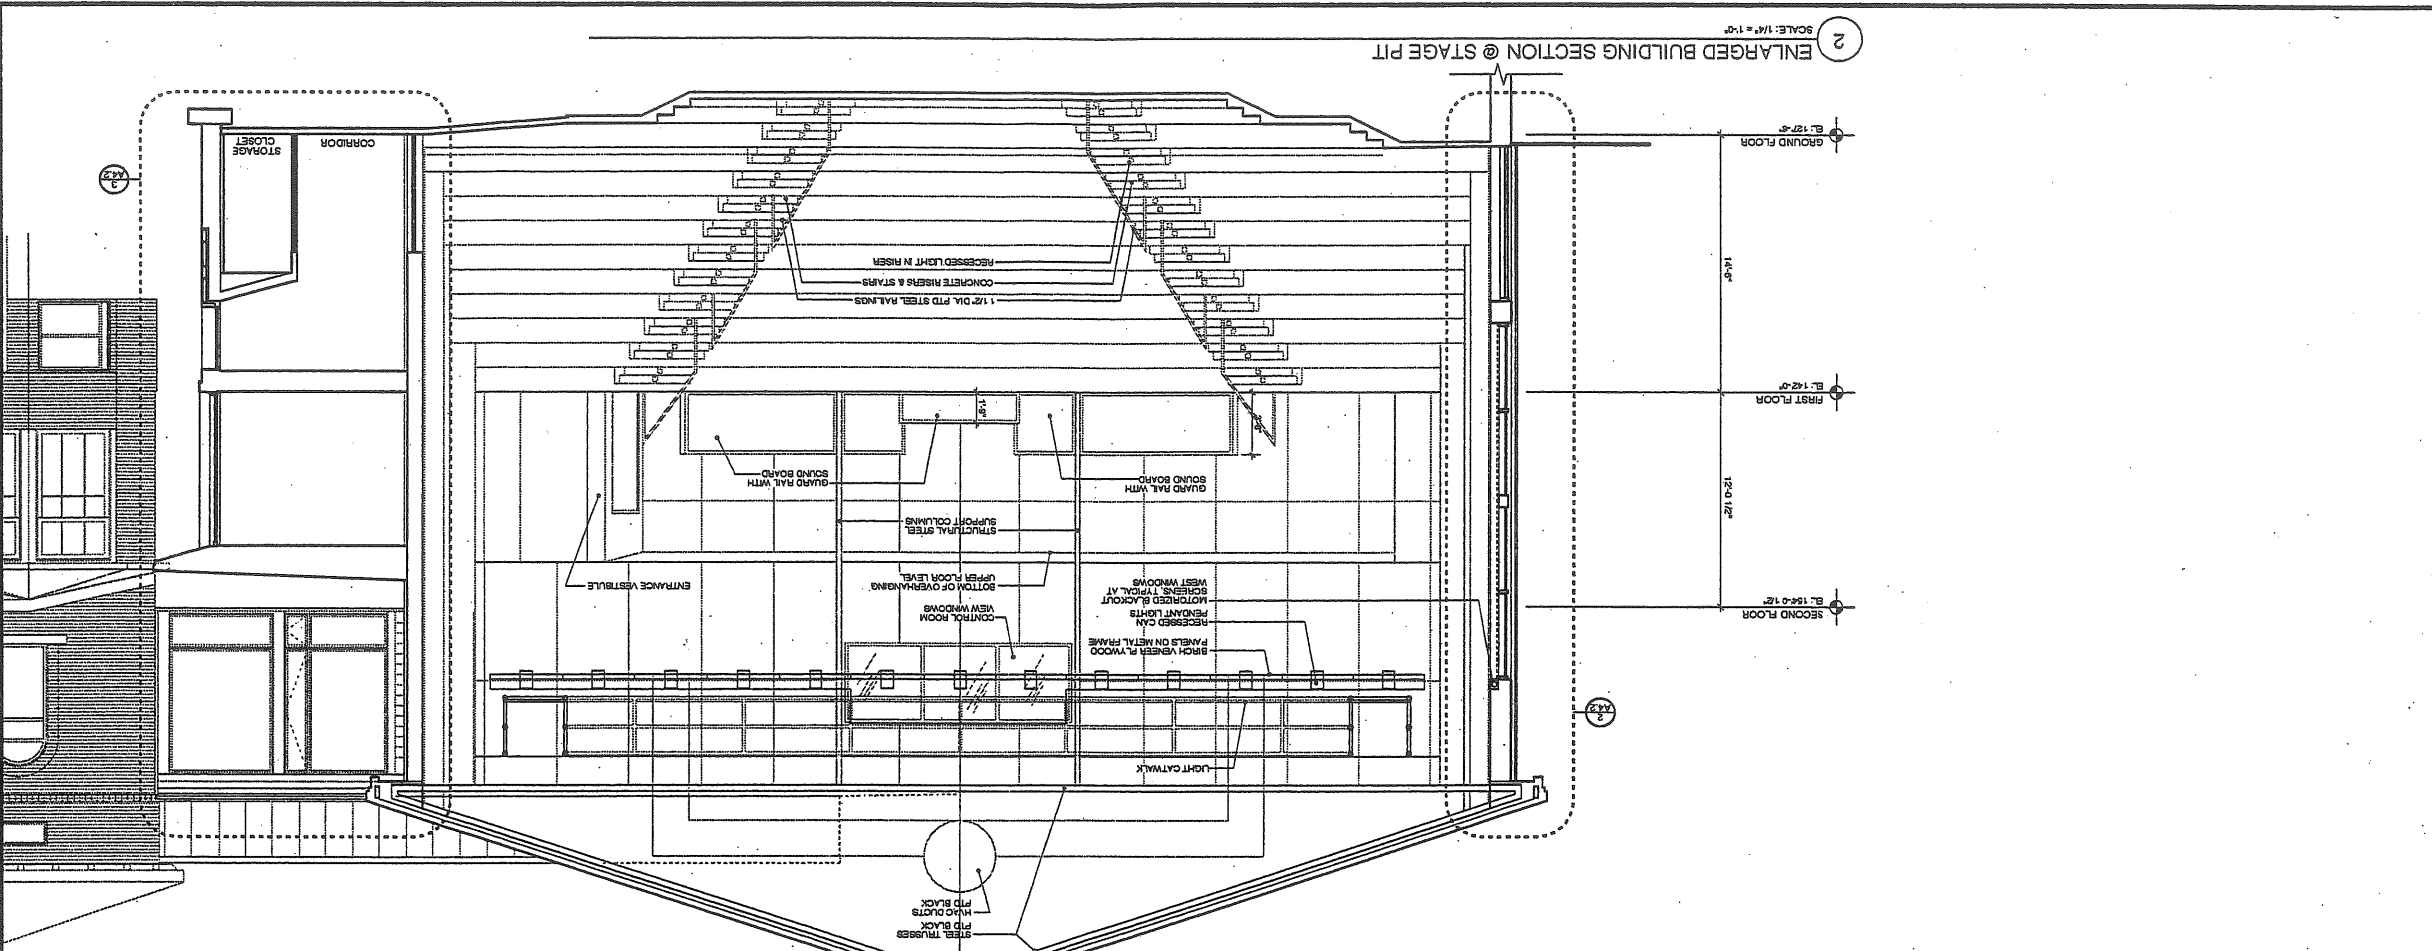 STEEL TRUSSES
PTD BLACK
HVAC DUCTS
PTD BLACK
LIGHT CATWALK
2
A4.2
BIRCH VENEER PLYWOOD
PANELS ON METAL FRAME
RECESSED CAN
PENDANT LIGHTS
MOTORIZED BLACKOUT
SCREENS, TYPICAL AT
WEST WINDOWS
CONTROL ROOM
VIEW WINDOWS
SECOND FLOOR
EL: 154'-0 1/2"
BOTTOM OF OVERHANGING
UPPER FLOOR LEVEL
ENTRANCE VESTIBULE
STRUCTURAL STEEL
SUPPORT COLUMNS
12'-0 1/2"
GUARD RAIL WITH
SOUND BOARD
GUARD RAIL WITH
SOUND BOARD
1'-9"
FIRST FLOOR
EL: 142'-0"
1 1/2" DIA. PTD STEEL RAILINGS
CONCRETE RISERS & STAIRS
RECESSED LIGHT IN RISER
14'-6"
3
A4.2
CORRIDOR
STORAGE
CLOSET
GROUND FLOOR
EL: 127'-6"
2
ENLARGED BUILDING SECTION @ STAGE PIT
SCALE: 1/4" = 1'-0"